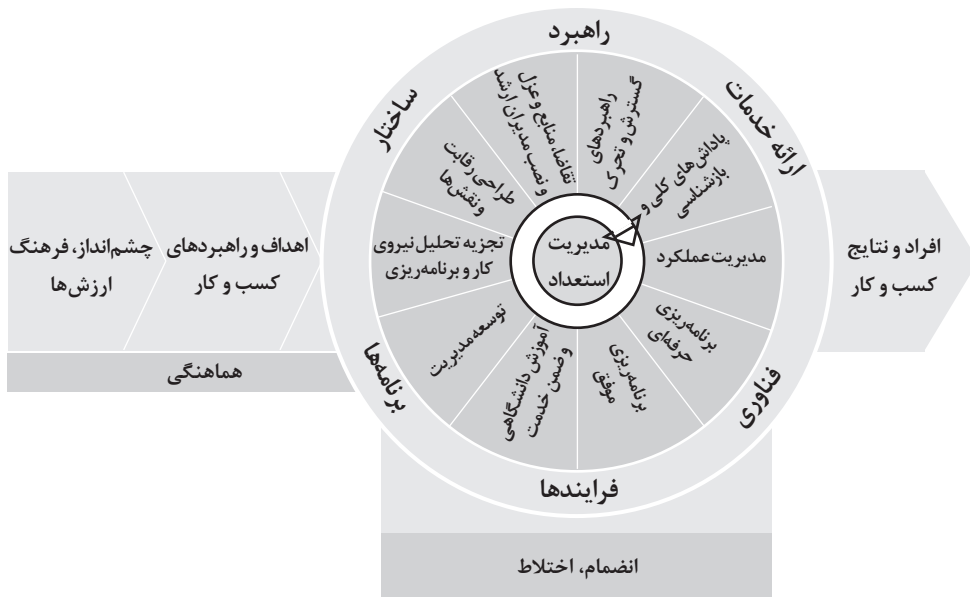 راهبرد
ارائه خدمات
فناوری
فرایندها
برنامه‌ها
ساختار
راهبردهای
گسترش و تحرک
پاداش‌های کلی و
بازشناسی
مدیریت عملکرد
برنامه‌ریزی
حرفه‌ای
برنامه‌ریزی
موفق
آموزش دانشگاهی
و ضمن خدمت
توسعه مدیریت
تجزیه تحلیل نیروی
کار و برنامه‌ریزی
طراحی رقابت
و نقش‌ها
تقاضا، منابع و عزل
و نصب مدیران ارشد
مدیریت
استعداد
افراد و نتایج
کسب و کار
اهداف و راهبردهای
کسب و کار
چشم‌انداز، فرهنگ
ارزش‌ها
هماهنگی
انضمام، اختلاط